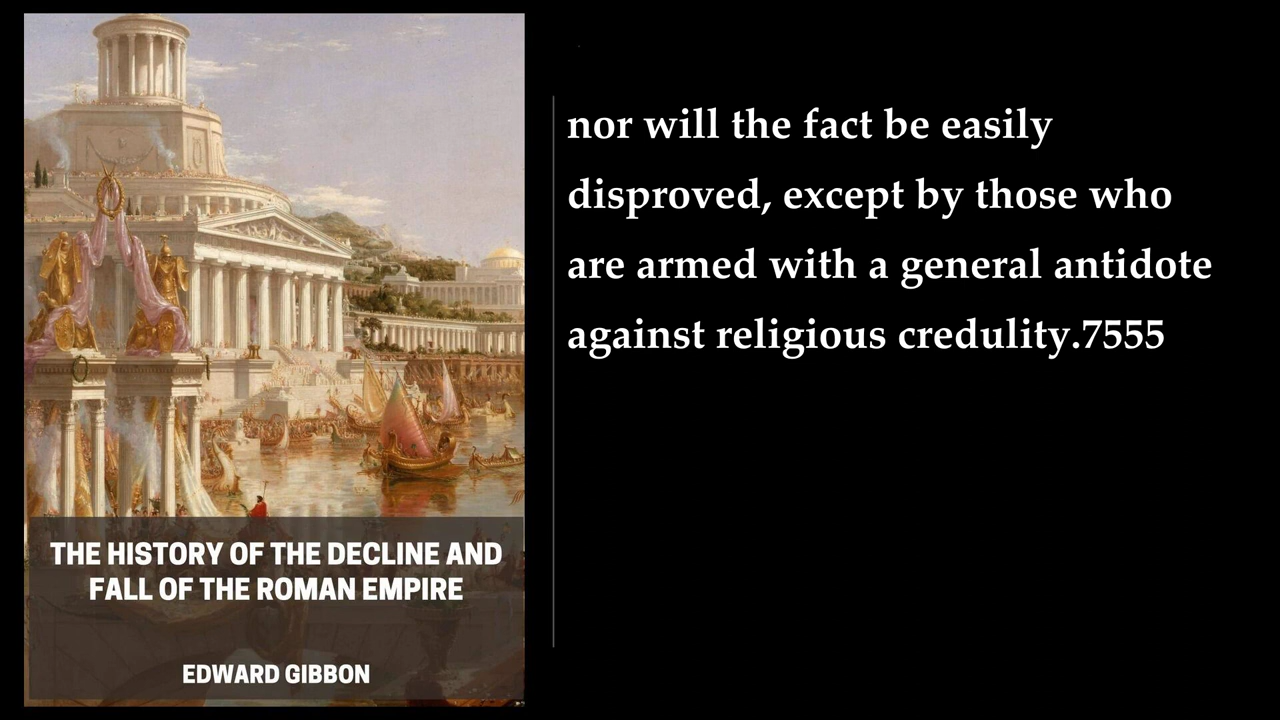 nor will the fact be easily
disproved, except by those who
are armed with a general antidote
against religious credulity.7555
THE HISTORY OF THE DECLINE AND
FALL OF THE ROMAN EMPIRE
EDWARD GIBBON